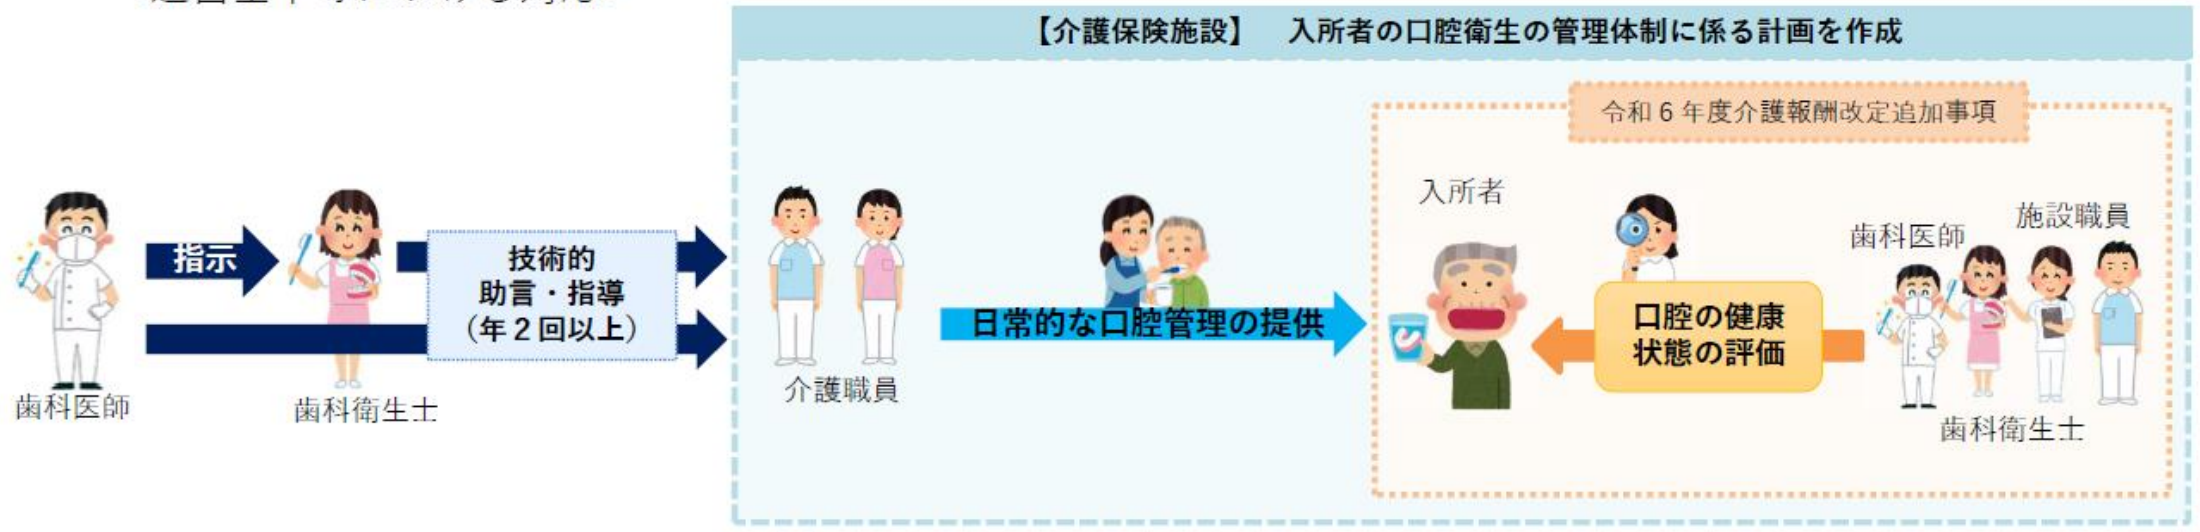 【介護保険施設】 入所者の口腔衛生の管理体制に係る計画を作成
令和6年度介護報酬改定追加事項
指示
技術的
助言・指導
(年2回以上)
歯科医師
歯科衛生士
介護職員
日常的な口腔管理の提供
入所者
口腔の健康
状態の評価
歯科医師
施設職員
歯科衛生士